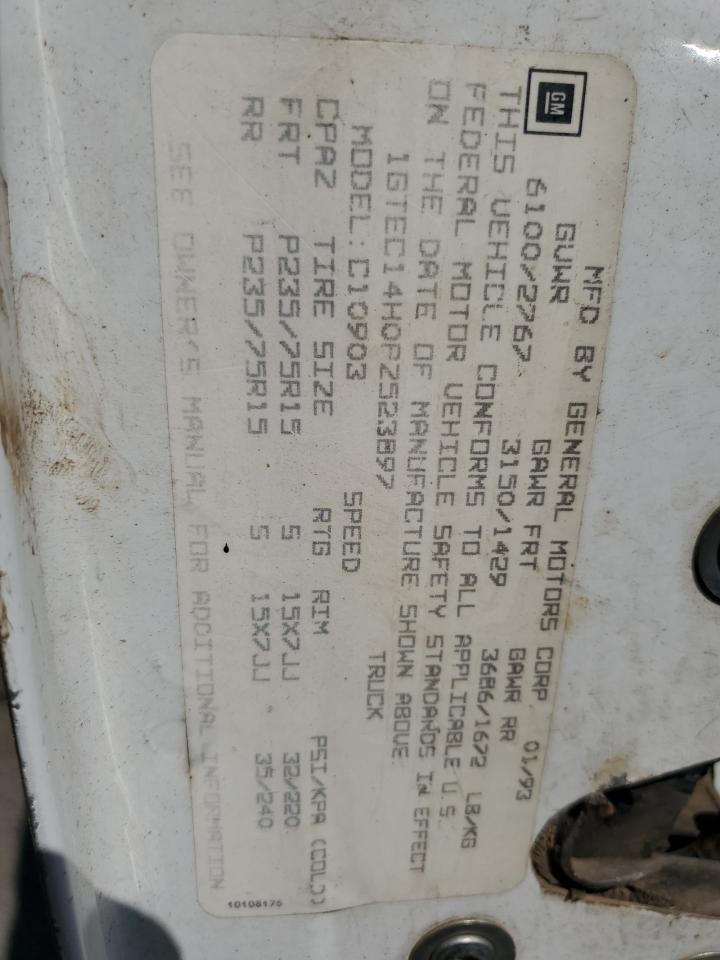 GM
MFD BY GENERAL MOTORS CORP 01/93
GVWR GAWR FRT GAWR RR
6100/2767 3150/1429 3686/1672 LB/KG
THIS VEHICLE CONFORMS TO ALL APPLICABLE U.S.
FEDERAL MOTOR VEHICLE SAFETY STANDARDS IN EFFECT
ON THE DATE OF MANUFACTURE SHOWN ABOVE
1GTEC14H0PZ523897 TRUCK
MODEL: C10903 SPEED
CPA2 TIRE SIZE RTG RIM PSI/KPA (COLD)
FRT P235/75R15 S 15X7JJ 32/220
RR P235/75R15 S 15X7JJ 35/240
SEE OWNER'S MANUAL FOR ADDITIONAL INFORMATION